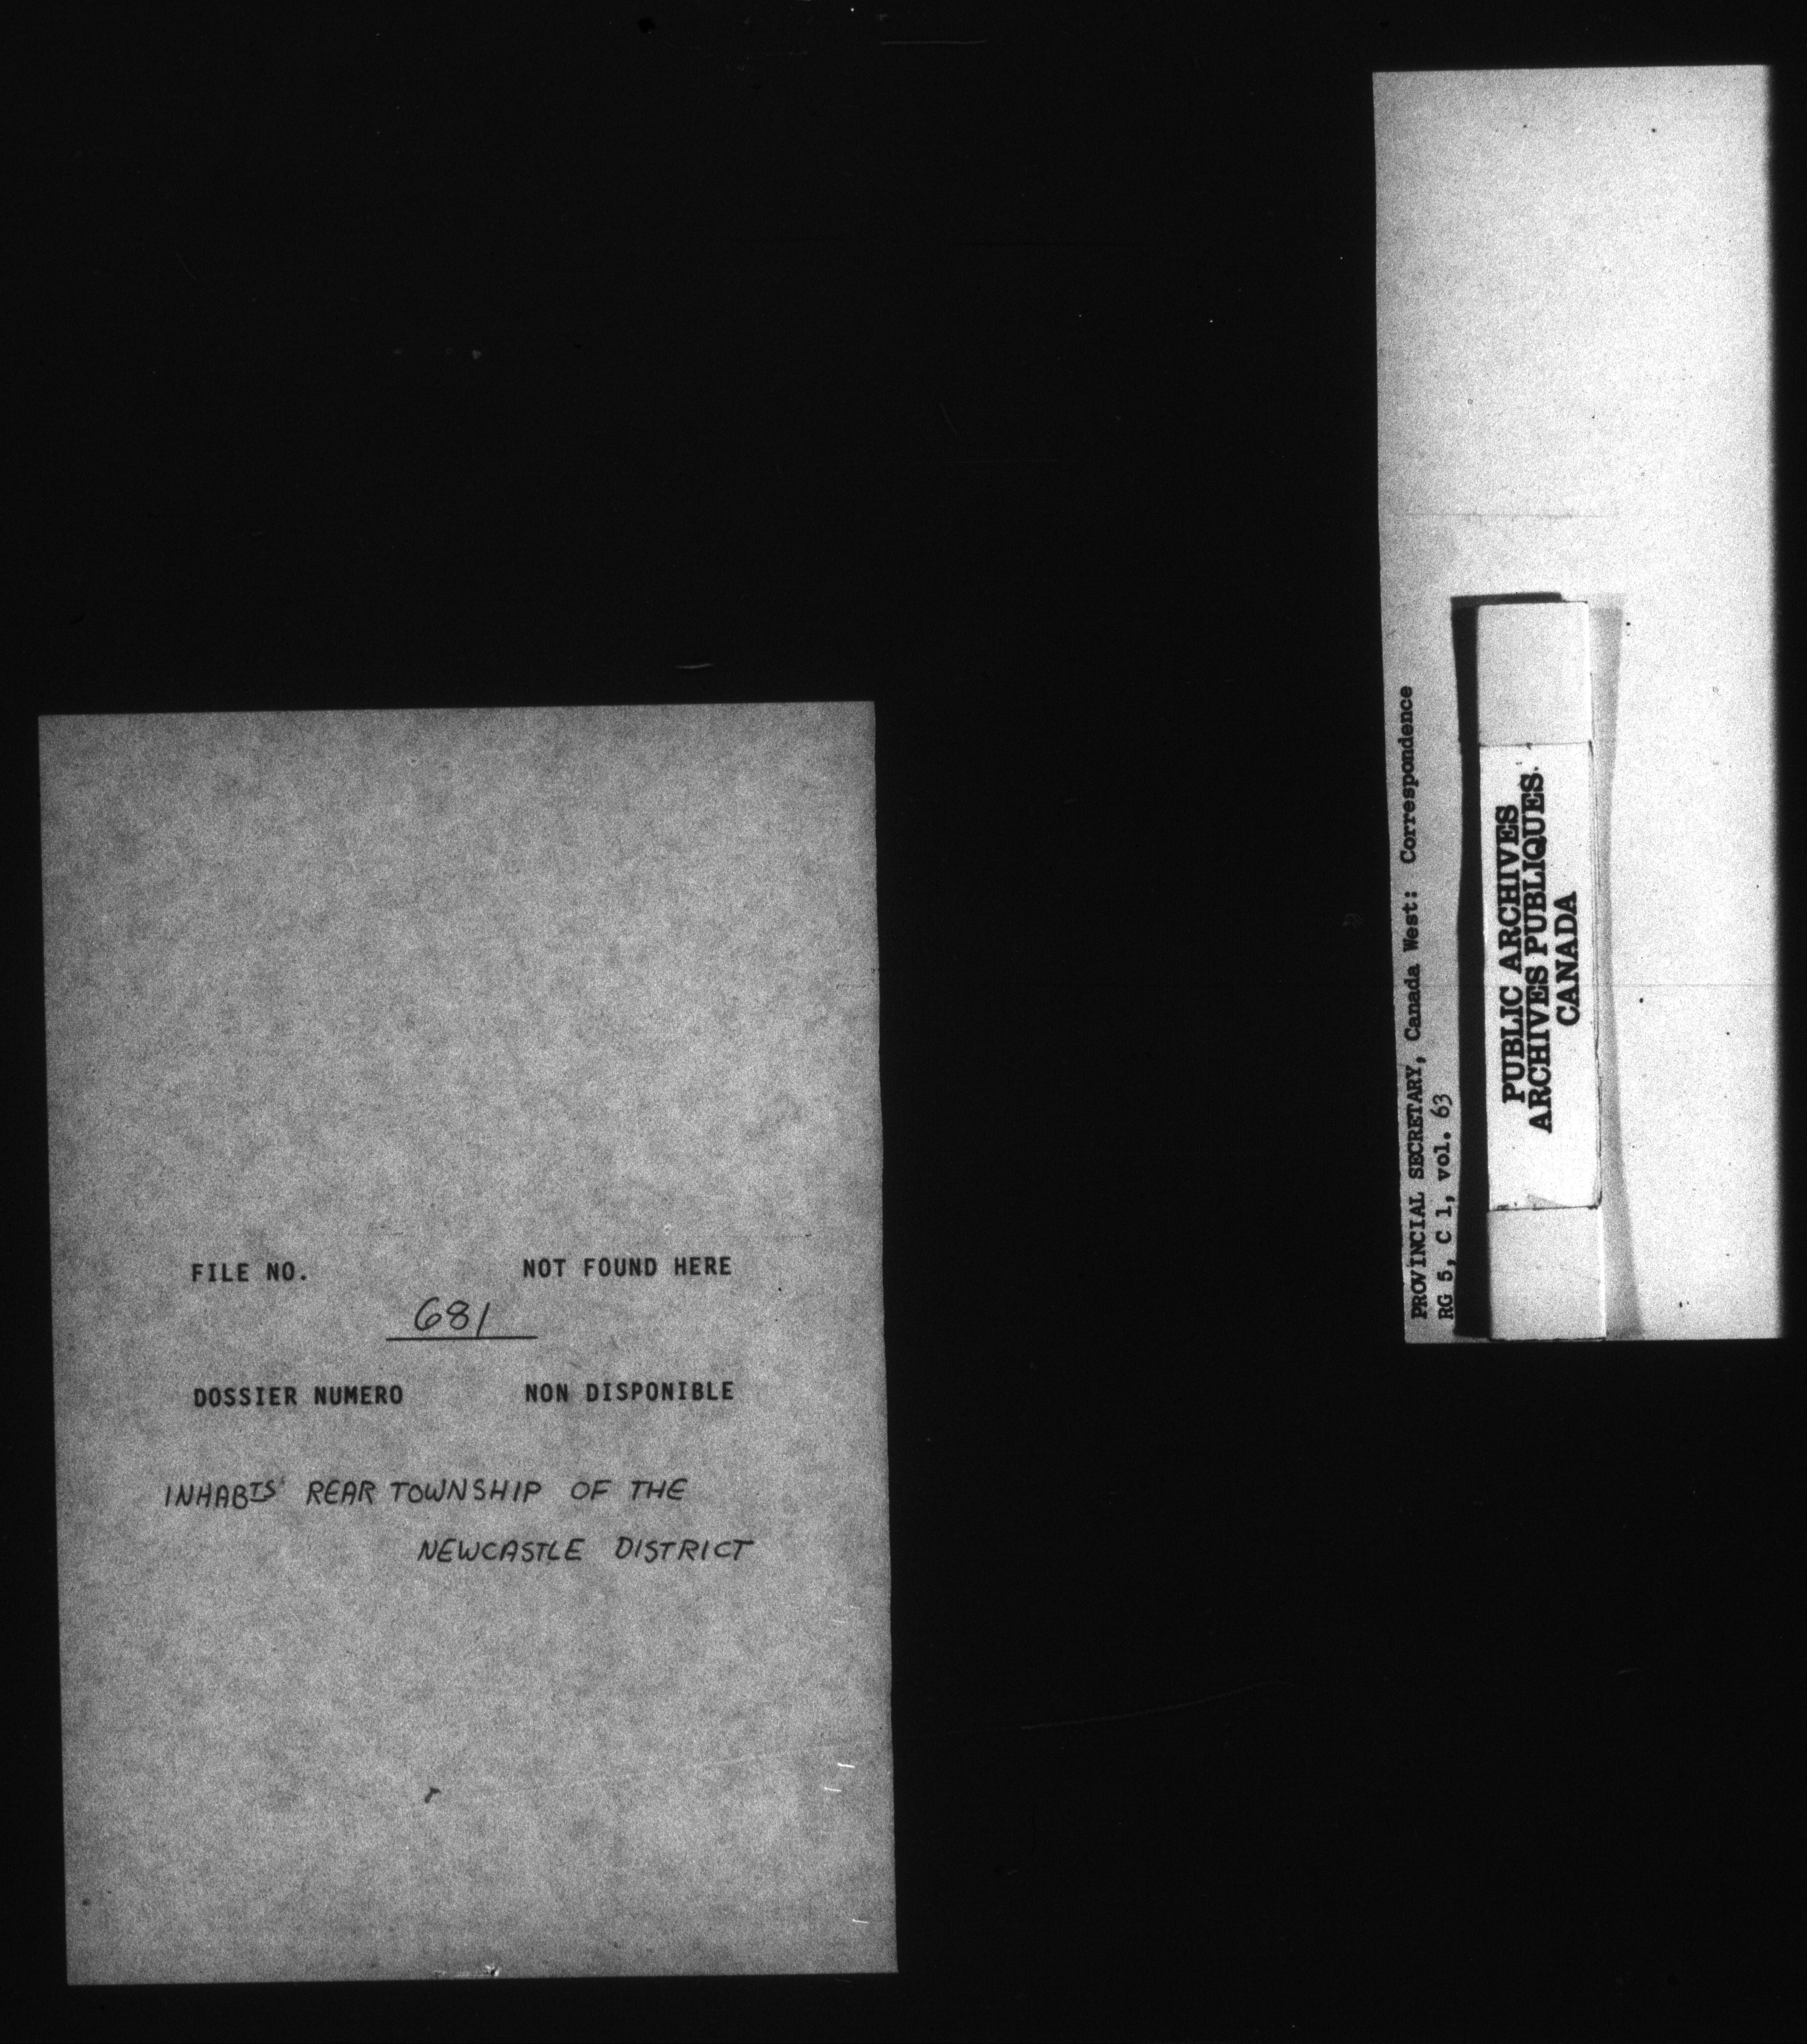 FILE NO. NOT FOUND HERE
681
DOSSIER NUMERO NON DISPONIBLE
INHABTS' REAR TOWNSHIP OF THE
NEWCASTLE DISTRICT
PROVINCIAL SECRETARY, Canada West: Correspondence
RG 5, C 1, vol. 63
PUBLIC ARCHIVES
ARCHIVES PUBLIQUES
CANADA